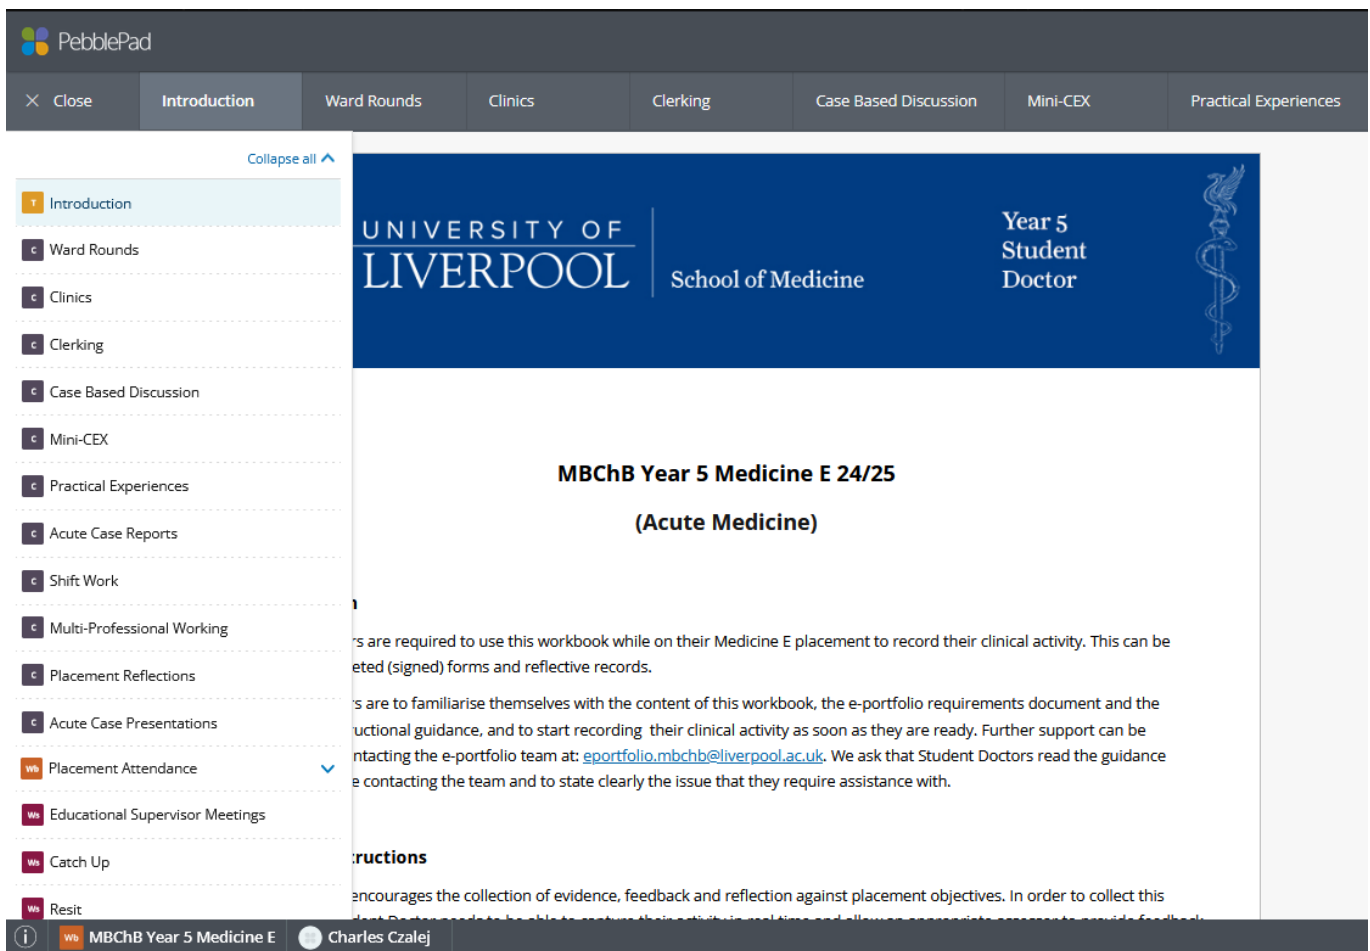 PebblePad
Close
Introduction
Ward Rounds
Clinics
Clerking
Case Based Discussion
Mini-CEX
Practical Experiences
Collapse all
T Introduction
C Ward Rounds
C Clinics
C Clerking
C Case Based Discussion
C Mini-CEX
C Practical Experiences
C Acute Case Reports
C Shift Work
C Multi-Professional Working
C Placement Reflections
C Acute Case Presentations
Wb Placement Attendance
Ws Educational Supervisor Meetings
Ws Catch Up
Ws Resit
UNIVERSITY OF
LIVERPOOL
School of Medicine
Year 5
Student
Doctor
MBChB Year 5 Medicine E 24/25
(Acute Medicine)
rs are required to use this workbook while on their Medicine E placement to record their clinical activity. This can be
eted (signed) forms and reflective records.
rs are to familiarise themselves with the content of this workbook, the e-portfolio requirements document and the
uctional guidance, and to start recording their clinical activity as soon as they are ready. Further support can be
ntacting the e-portfolio team at: eportfolio.mbchb@liverpool.ac.uk. We ask that Student Doctors read the guidance
e contacting the team and to state clearly the issue that they require assistance with.
tructions
encourages the collection of evidence, feedback and reflection against placement objectives. In order to collect this
Wb MBChB Year 5 Medicine E
Charles Czalej